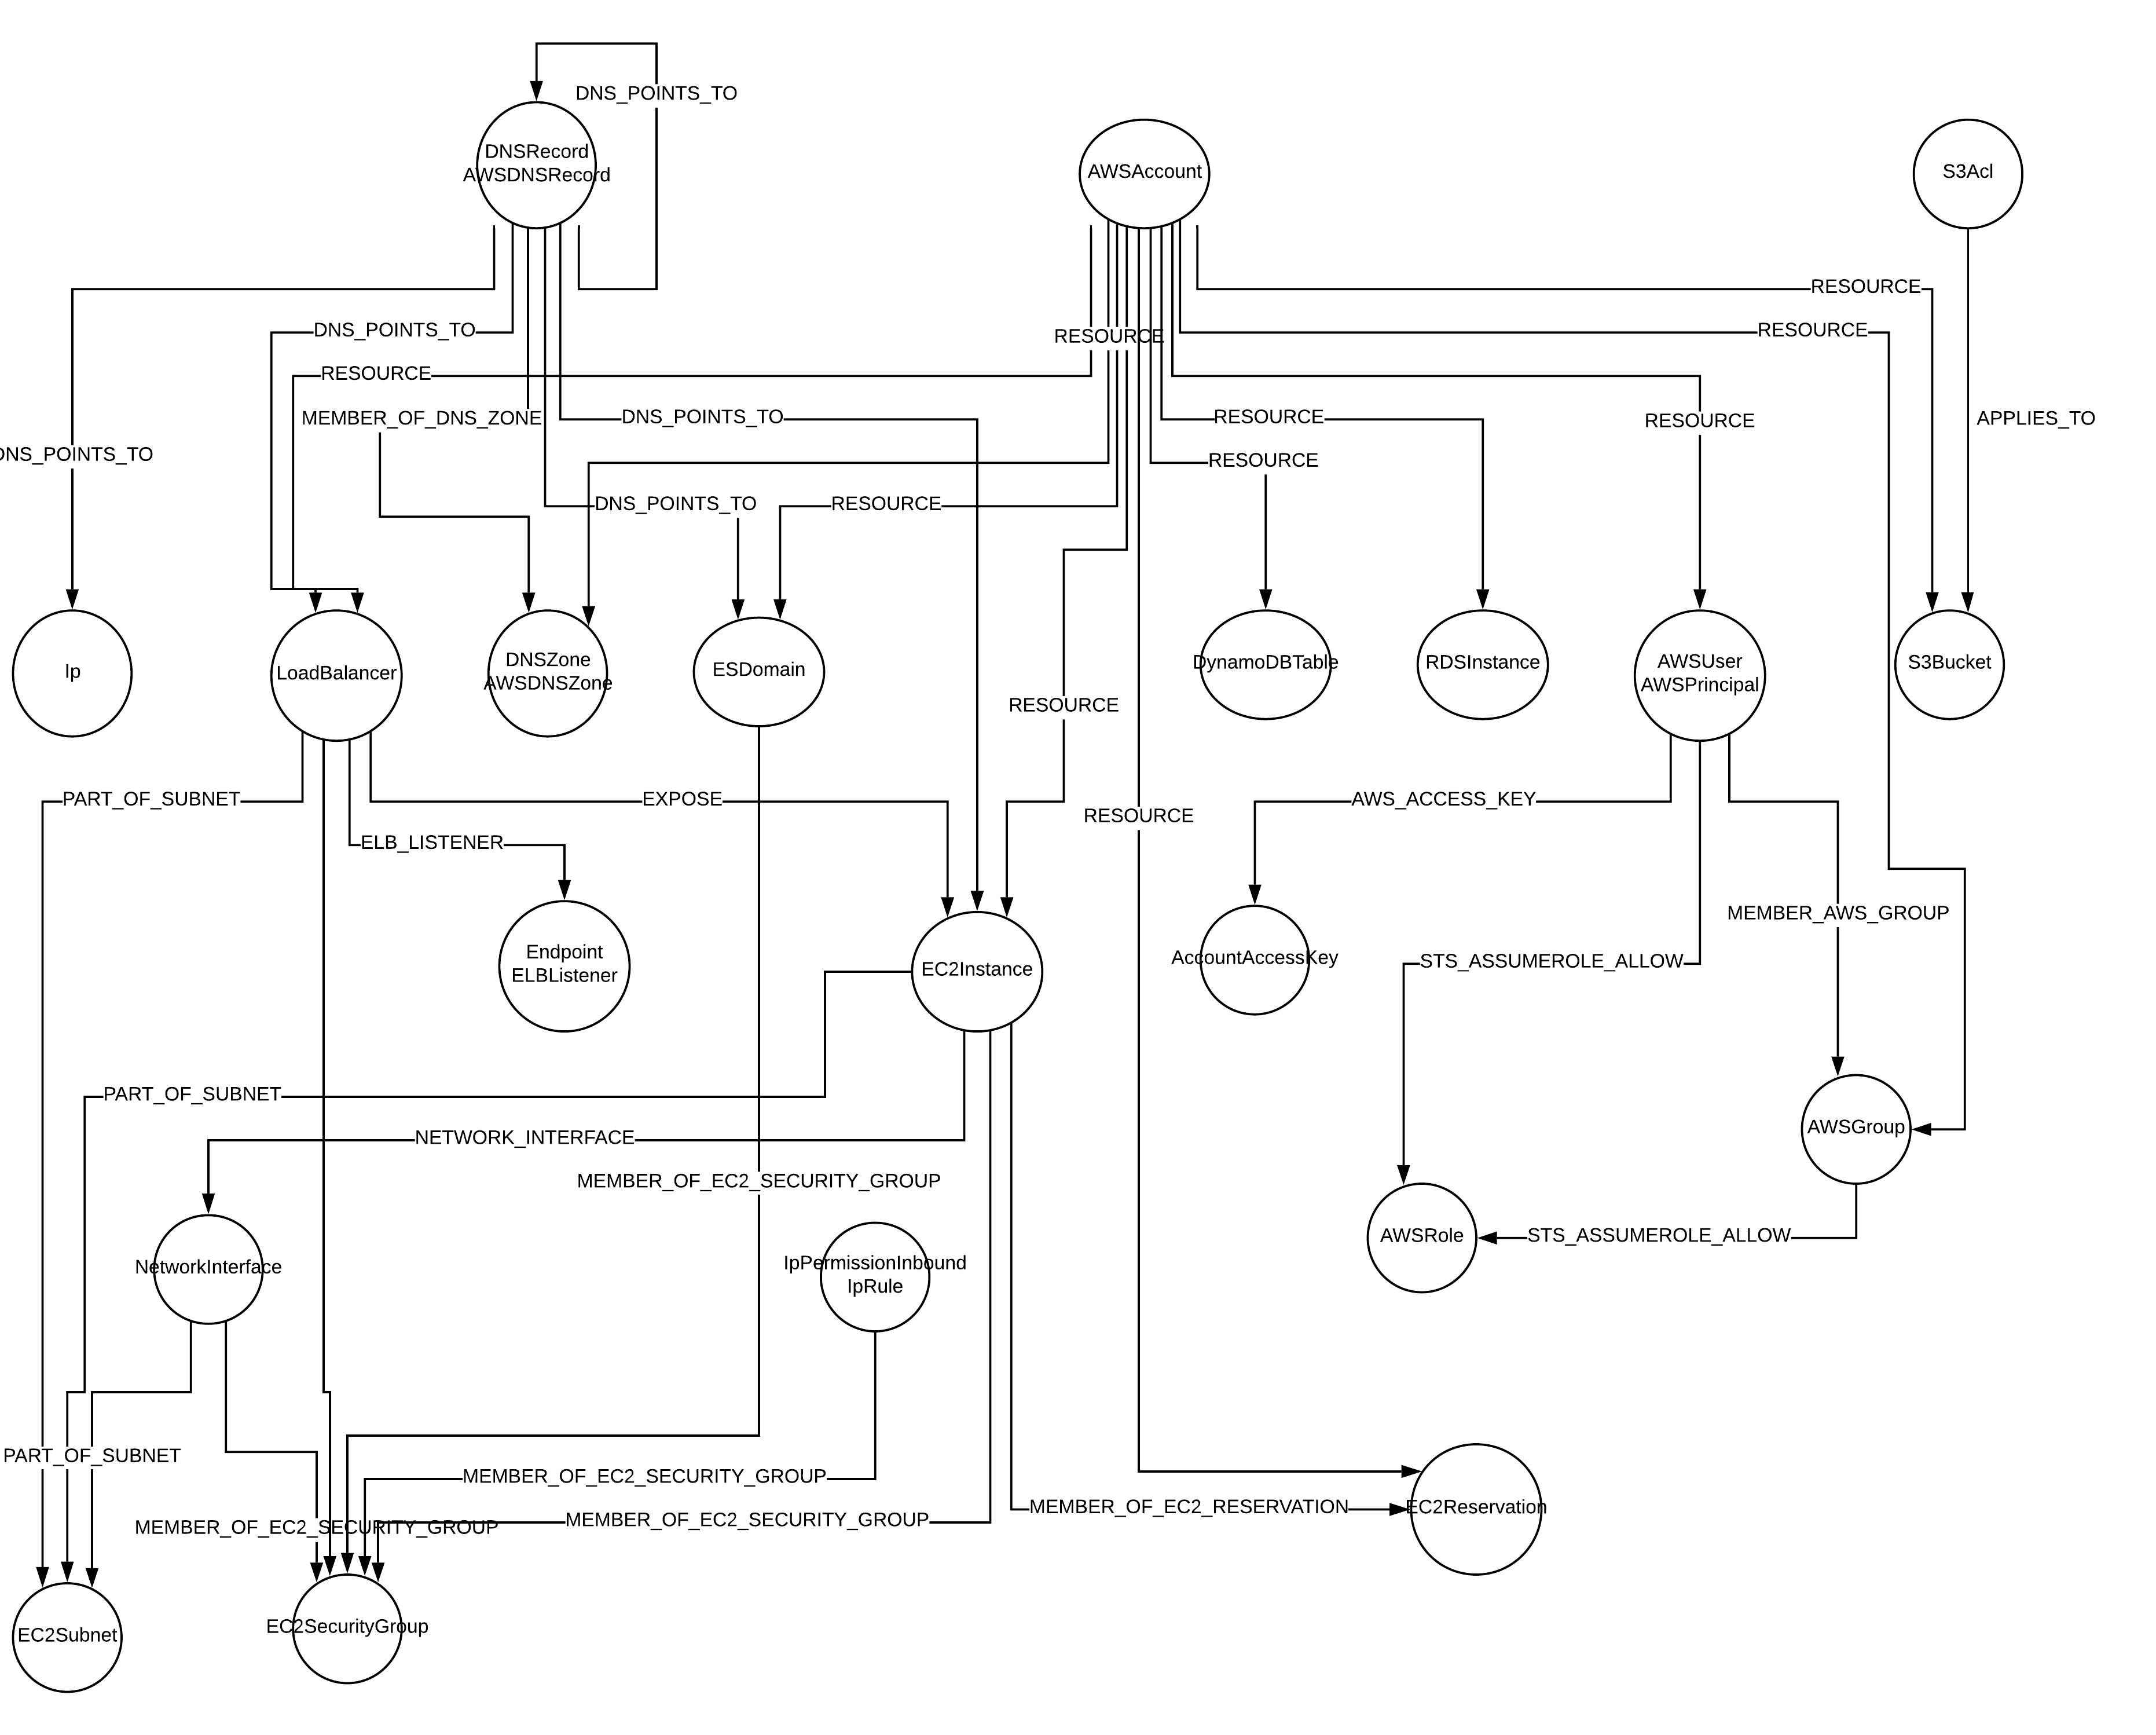 DNS_POINTS_TO
DNSRecord
AWSDNSRecord
AWSAccount
S3Acl
RESOURCE
DNS_POINTS_TO
RESOURCE
RESOURCE
RESOURCE
MEMBER_OF_DNS_ZONE
DNS_POINTS_TO
RESOURCE
RESOURCE
APPLIES_TO
DNS_POINTS_TO
RESOURCE
DNS_POINTS_TO
RESOURCE
Ip
LoadBalancer
DNSZone
AWSDNSZone
ESDomain
DynamoDBTable
RDSInstance
AWSUser
AWSPrincipal
S3Bucket
RESOURCE
PART_OF_SUBNET
EXPOSE
AWS_ACCESS_KEY
RESOURCE
ELB_LISTENER
MEMBER_AWS_GROUP
Endpoint
ELBListener
EC2Instance
AccountAccessKey
STS_ASSUMEROLE_ALLOW
PART_OF_SUBNET
AWSGroup
NETWORK_INTERFACE
MEMBER_OF_EC2_SECURITY_GROUP
AWSRole
STS_ASSUMEROLE_ALLOW
NetworkInterface
IpPermissionInbound
IpRule
PART_OF_SUBNET
MEMBER_OF_EC2_SECURITY_GROUP
MEMBER_OF_EC2_RESERVATION
EC2Reservation
MEMBER_OF_EC2_SECURITY_GROUP
MEMBER_OF_EC2_SECURITY_GROUP
EC2Subnet
EC2SecurityGroup